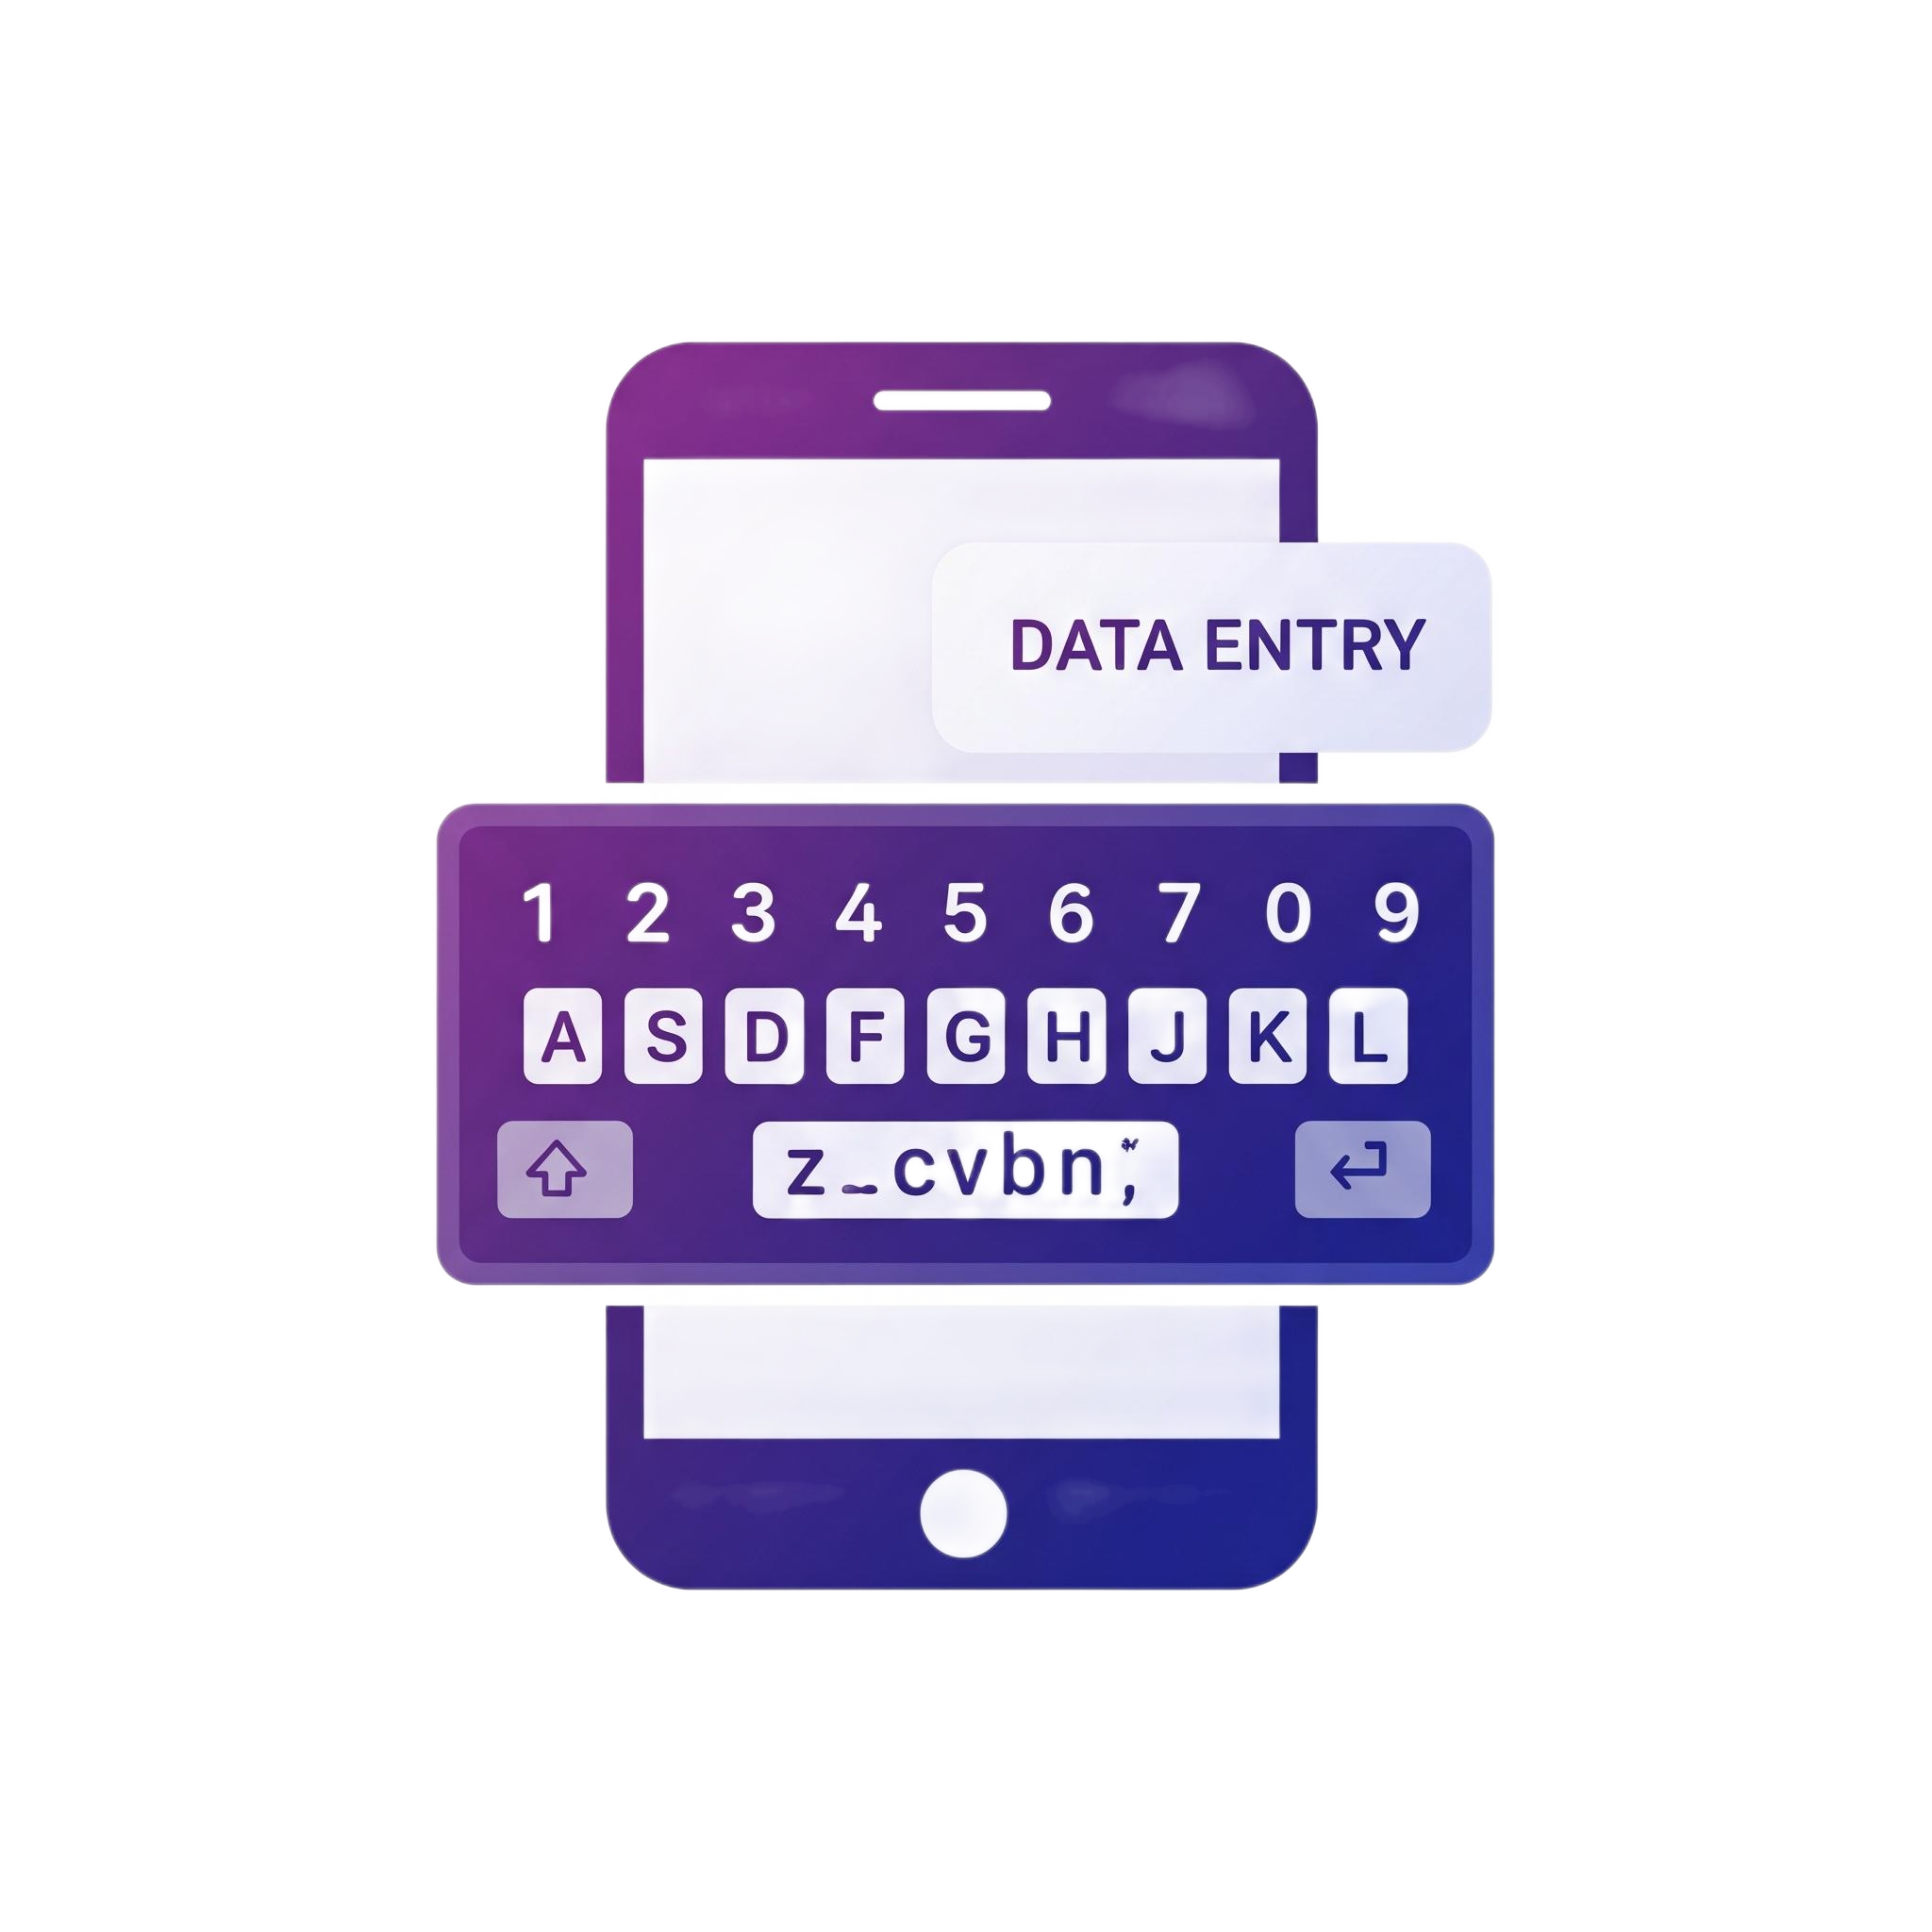 DATA ENTRY
1 2 3 4 5 6 7 0 9
A S D F G H J K L
z_cvbn;